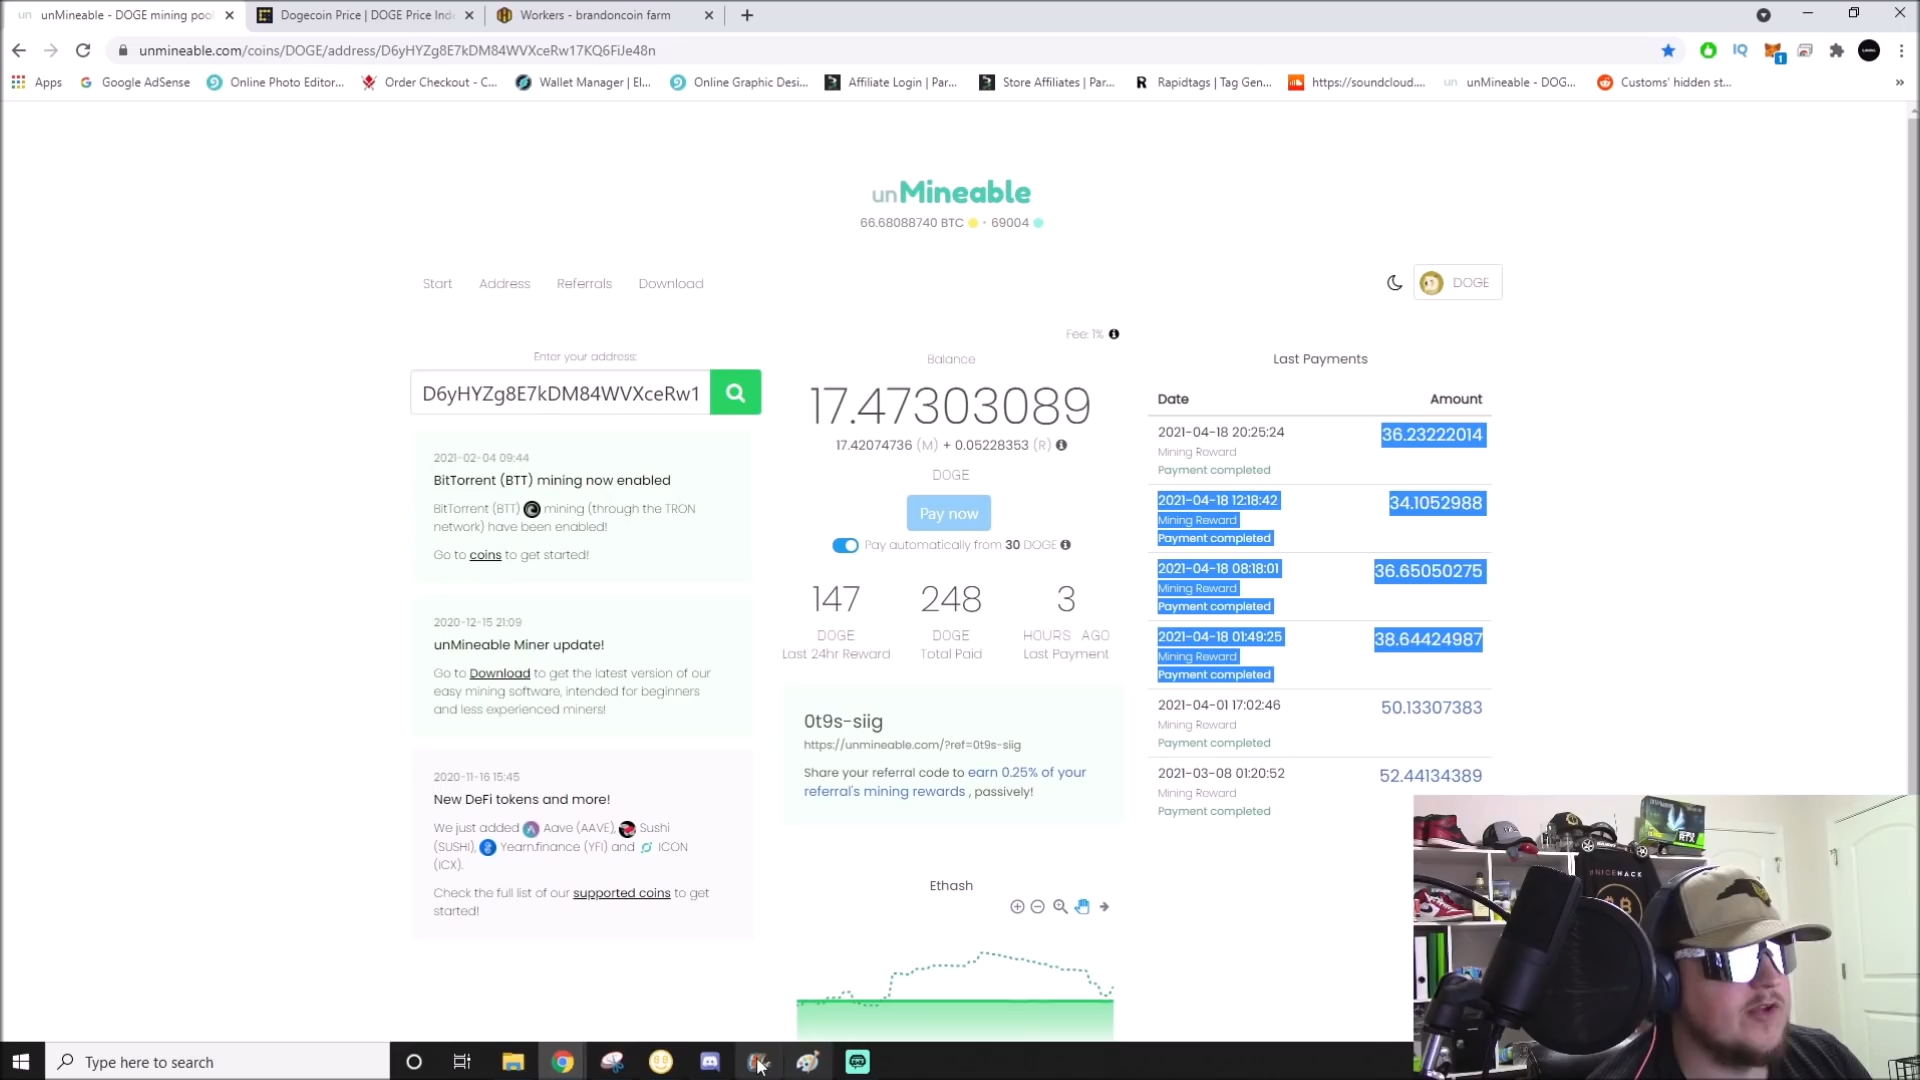 unMineable - DOGE mining pool
Dogecoin Price | DOGE Price Ind
Workers - brandoncoin farm
unmineable.com/coins/DOGE/address/D6yHYZg8E7kDM84WVXceRw17KQ6FiJe48n
Apps
Google AdSense
Online Photo Editor...
Order Checkout - C...
Wallet Manager | El...
Online Graphic Desi...
Affiliate Login | Par...
Store Affiliates | Par...
Rapidtags | Tag Gen...
https://soundcloud....
unMineable - DOG...
Customs' hidden st...
unMineable
66.68088740 BTC · 69004
Start
Address
Referrals
Download
DOGE
Enter your address:
D6yHYZg8E7kDM84WVXceRw1
2021-02-04 09:44
BitTorrent (BTT) mining now enabled
BitTorrent (BTT) mining (through the TRON
network) have been enabled!
Go to coins to get started!
2020-12-15 21:09
unMineable Miner update!
Go to Download to get the latest version of our
easy mining software, intended for beginners
and less experienced miners!
2020-11-16 15:45
New DeFi tokens and more!
We just added Aave (AAVE), Sushi
(SUSHI), Yearn.finance (YFI) and ICON
(ICX).
Check the full list of our supported coins to get
started!
Fee: 1%
Balance
17.47303089
17.42074736 (M) + 0.05228353 (R)
DOGE
Pay now
Pay automatically from 30 DOGE
147
DOGE
Last 24hr Reward
248
DOGE
Total Paid
3
HOURS AGO
Last Payment
0t9s-siig
https://unmineable.com/?ref=0t9s-siig
Share your referral code to earn 0.25% of your
referral's mining rewards , passively!
Ethash
Last Payments
Date Amount
2021-04-18 20:25:24 36.23222014
Mining Reward
Payment completed
2021-04-18 12:18:42 34.1052988
Mining Reward
Payment completed
2021-04-18 08:18:01 36.65050275
Mining Reward
Payment completed
2021-04-18 01:49:25 38.64424987
Mining Reward
Payment completed
2021-04-01 17:02:46 50.13307383
Mining Reward
Payment completed
2021-03-08 01:20:52 52.44134389
Mining Reward
Payment completed
NICEHACK
Type here to search